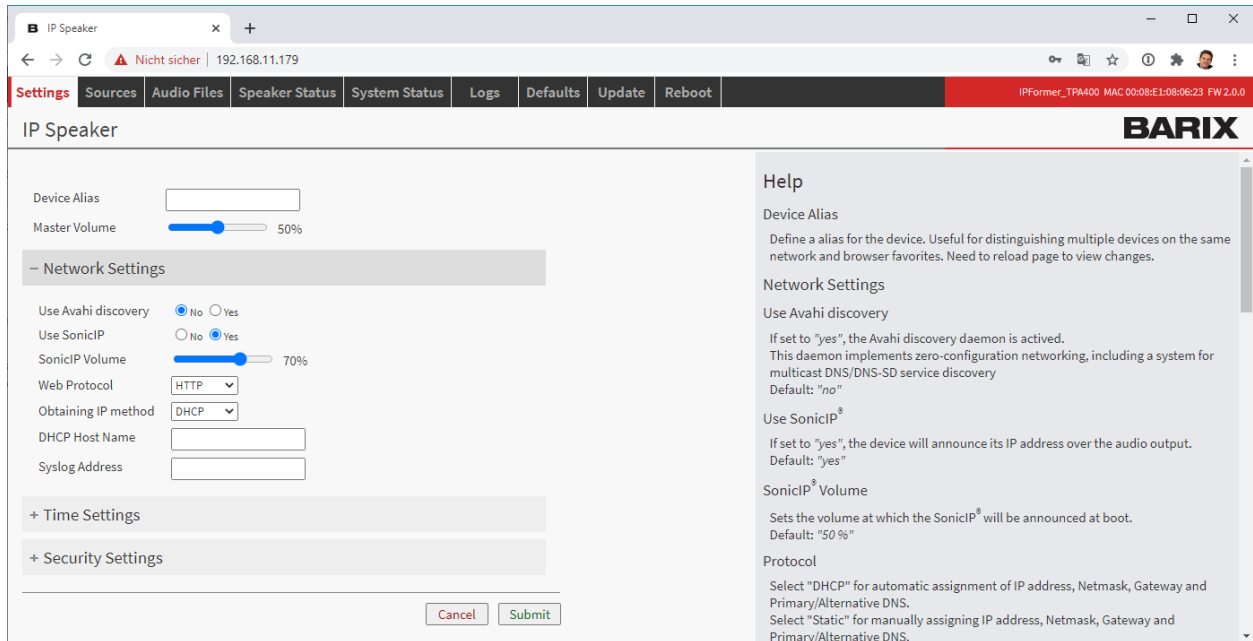 B IP Speaker
Nicht sicher 192.168.11.179
Settings Sources Audio Files Speaker Status System Status Logs Defaults Update Reboot IPFormer_TPA400 MAC 00:08:E1:08:06:23 FW 2.0.0
IP Speaker BARIX
Device Alias
Master Volume 50%
− Network Settings
Use Avahi discovery No Yes
Use SonicIP No Yes
SonicIP Volume 70%
Web Protocol HTTP
Obtaining IP method DHCP
DHCP Host Name
Syslog Address
+ Time Settings
+ Security Settings
Cancel Submit
Help
Device Alias
Define a alias for the device. Useful for distinguishing multiple devices on the same
network and browser favorites. Need to reload page to view changes.
Network Settings
Use Avahi discovery
If set to "yes", the Avahi discovery daemon is actived.
This daemon implements zero-configuration networking, including a system for
multicast DNS/DNS-SD service discovery
Default: "no"
Use SonicIP®
If set to "yes", the device will announce its IP address over the audio output.
Default: "yes"
SonicIP® Volume
Sets the volume at which the SonicIP® will be announced at boot.
Default: "50 %"
Protocol
Select "DHCP" for automatic assignment of IP address, Netmask, Gateway and
Primary/Alternative DNS.
Select "Static" for manually assigning IP address, Netmask, Gateway and
Primary/Alternative DNS.